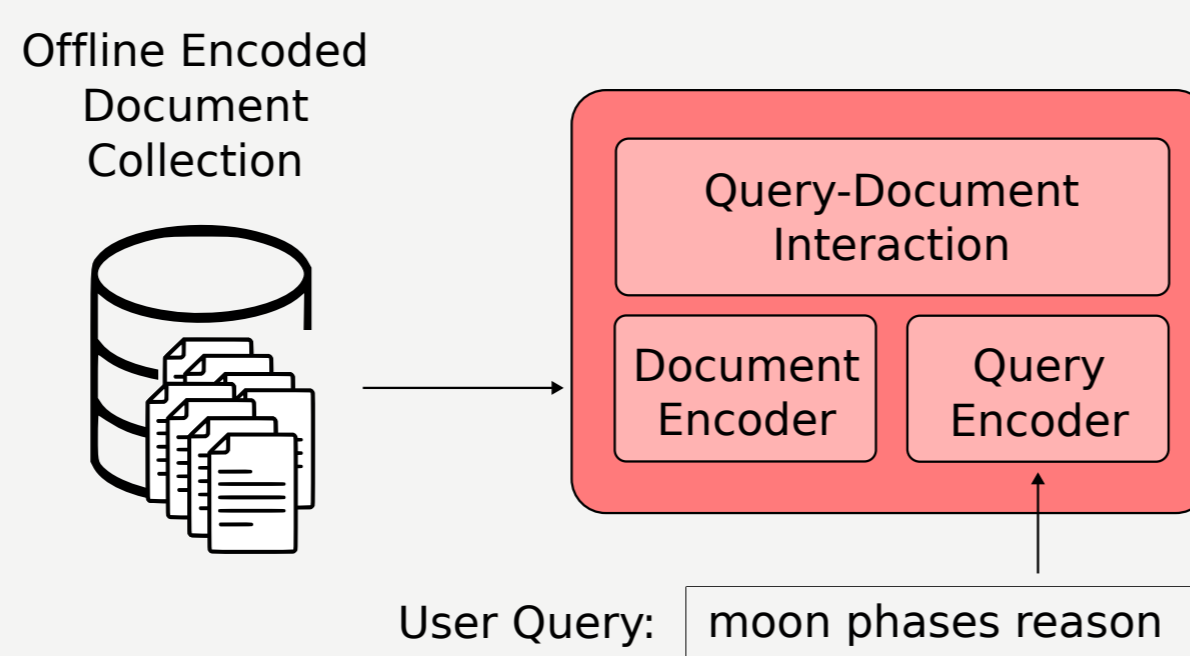 Offline Encoded
Document
Collection
Query-Document
Interaction
Document
Encoder
Query
Encoder
User Query:
moon phases reason